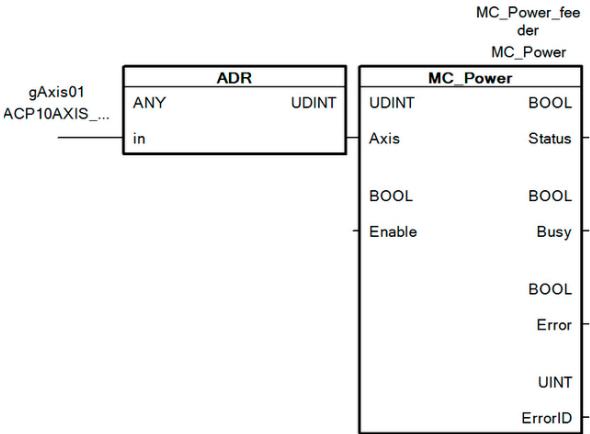 MC_Power_fee
der
MC_Power
gAxis01
ACP10AXIS_...
ADR
ANY UDINT
in
MC_Power
UDINT BOOL
Axis Status
BOOL BOOL
Enable Busy
BOOL
Error
UINT
ErrorID